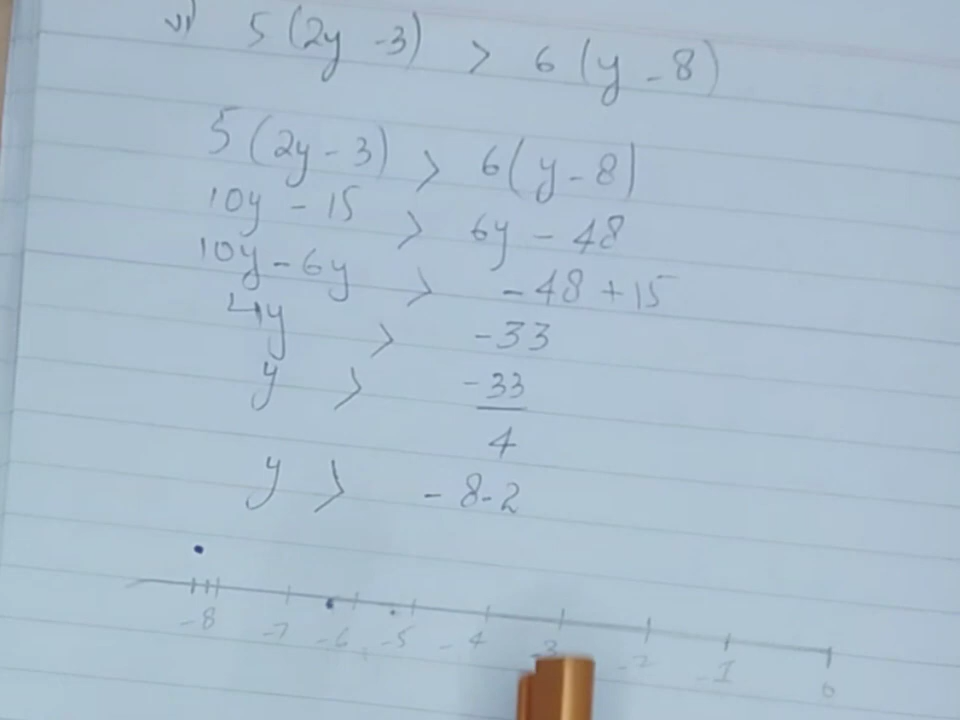 vi) 5 (2y - 3) > 6 (y - 8)
5 (2y - 3) > 6 (y - 8)
10y - 15 > 6y - 48
10y - 6y > - 48 + 15
4y > -33
y > -33
4
y > - 8.2
-8 -7 -6 -5 -4 -3 -2 -1 0